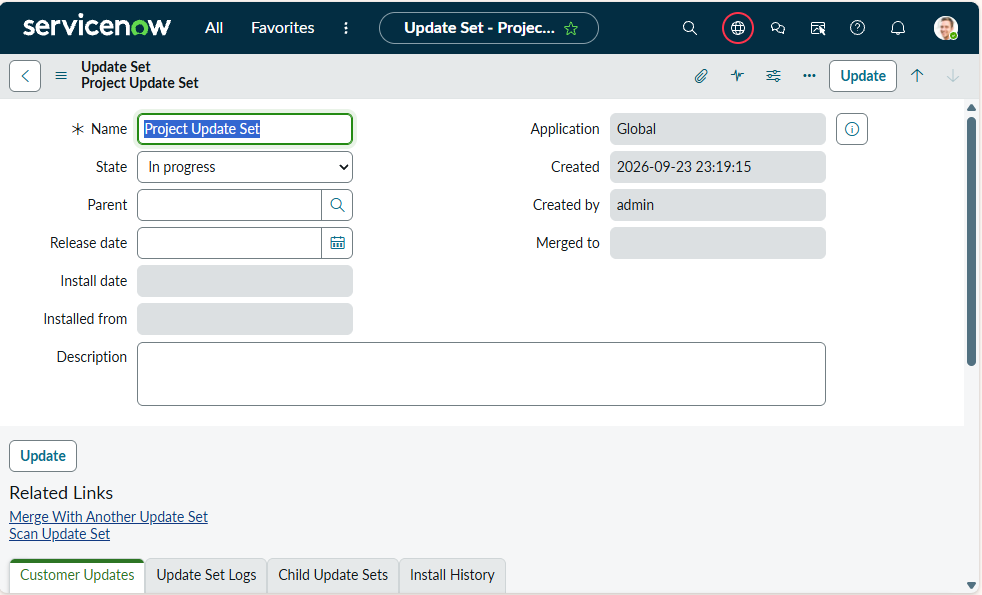 servicenow All Favorites Update Set - Projec...
Update Set
Project Update Set
Update
Name Project Update Set
Application Global
State In progress
Created 2026-09-23 23:19:15
Parent
Created by admin
Release date
Merged to
Install date
Installed from
Description
Update
Related Links
Merge With Another Update Set
Scan Update Set
Customer Updates Update Set Logs Child Update Sets Install History